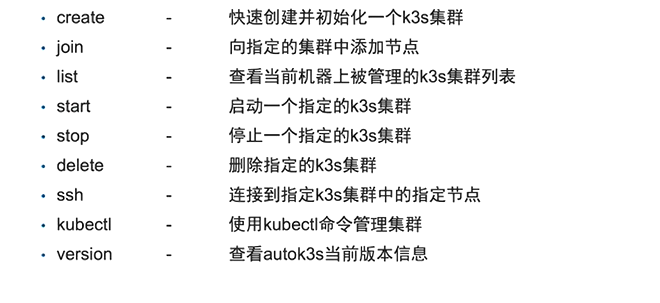 • create - 快速创建并初始化一个k3s集群
• join - 向指定的集群中添加节点
• list - 查看当前机器上被管理的k3s集群列表
• start - 启动一个指定的k3s集群
• stop - 停止一个指定的k3s集群
• delete - 删除指定的k3s集群
• ssh - 连接到指定k3s集群中的指定节点
• kubectl - 使用kubectl命令管理集群
• version - 查看autok3s当前版本信息